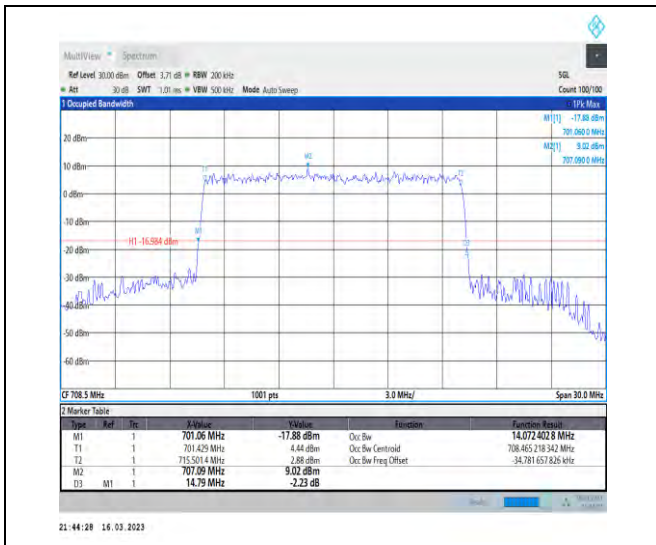 MultiView Spectrum
Ref Level 30.00 dBm Offset 3.71 dB RBW 200 kHz SGL
Att 30 dB SWT 1.01 ms VBW 500 kHz Mode Auto Sweep Count 100/100
1 Occupied Bandwidth 1Pk Max
M1[1] -17.88 dBm
701.060 0 MHz
M2[1] 9.02 dBm
707.090 0 MHz
20 dBm
10 dBm
M2
T1
T2
0 dBm
-10 dBm
M1
H1 -16.984 dBm
D3
-20 dBm
-30 dBm
-40 dBm
-50 dBm
-60 dBm
CF 708.5 MHz 1001 pts 3.0 MHz/ Span 30.0 MHz
2 Marker Table
Type Ref Trc X-Value Y-Value Function Function Result
M1 1 701.06 MHz -17.88 dBm Occ Bw 14.072 402 8 MHz
T1 1 701.429 MHz 4.44 dBm Occ Bw Centroid 708.465 218 342 MHz
T2 1 715.501 4 MHz 2.88 dBm Occ Bw Freq Offset -34.781 657 826 kHz
M2 1 707.09 MHz 9.02 dBm
D3 M1 1 14.79 MHz -2.23 dB
21:44:28 16.03.2023